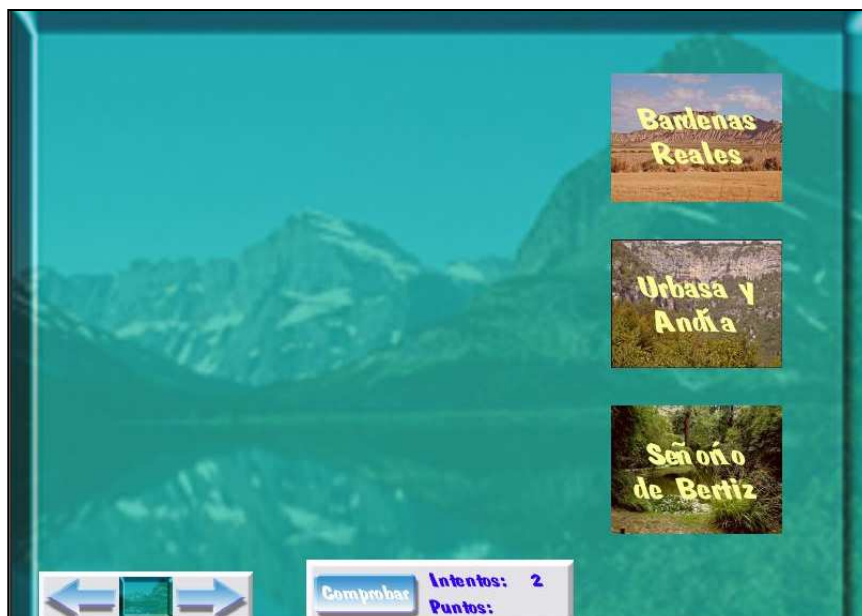 Bardenas
Reales
Urbasa y
Andía
Señorío
de Bertiz
Comprobar
Intentos: 2
Puntos: